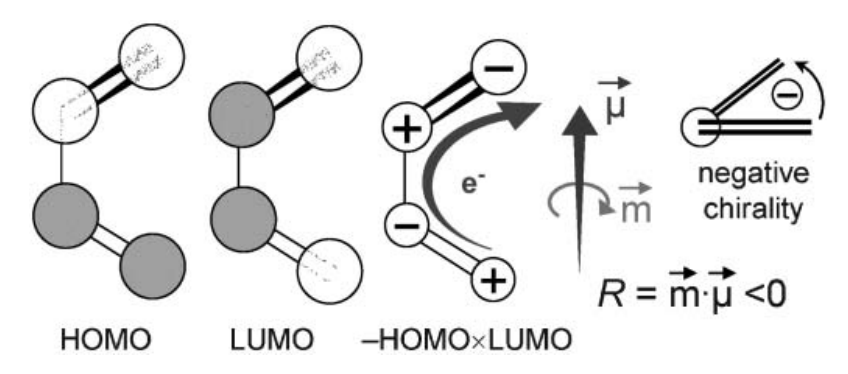 − + − +
e-
μ⃗
m⃗
−
negative
chirality
R = m⃗·μ⃗ <0
HOMO LUMO –HOMO×LUMO